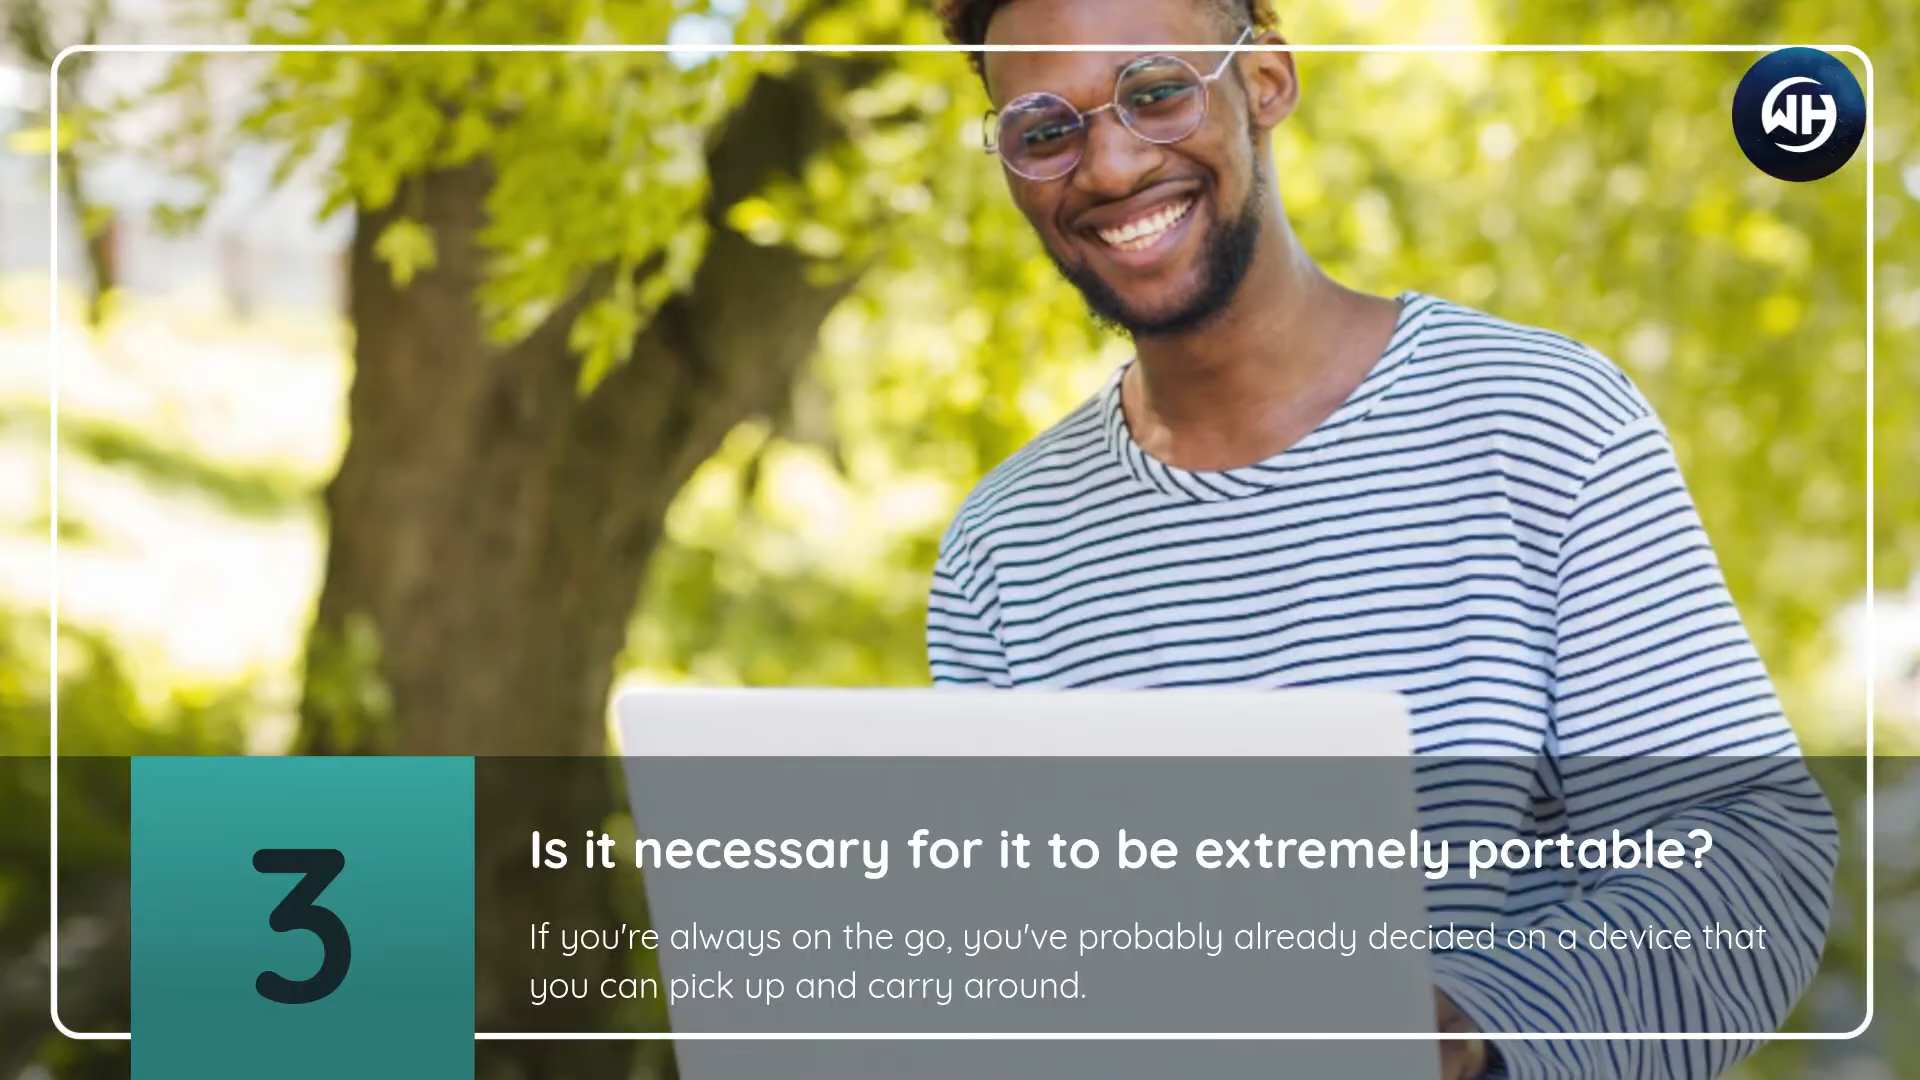 WH
3
Is it necessary for it to be extremely portable?
If you're always on the go, you've probably already decided on a device that
you can pick up and carry around.